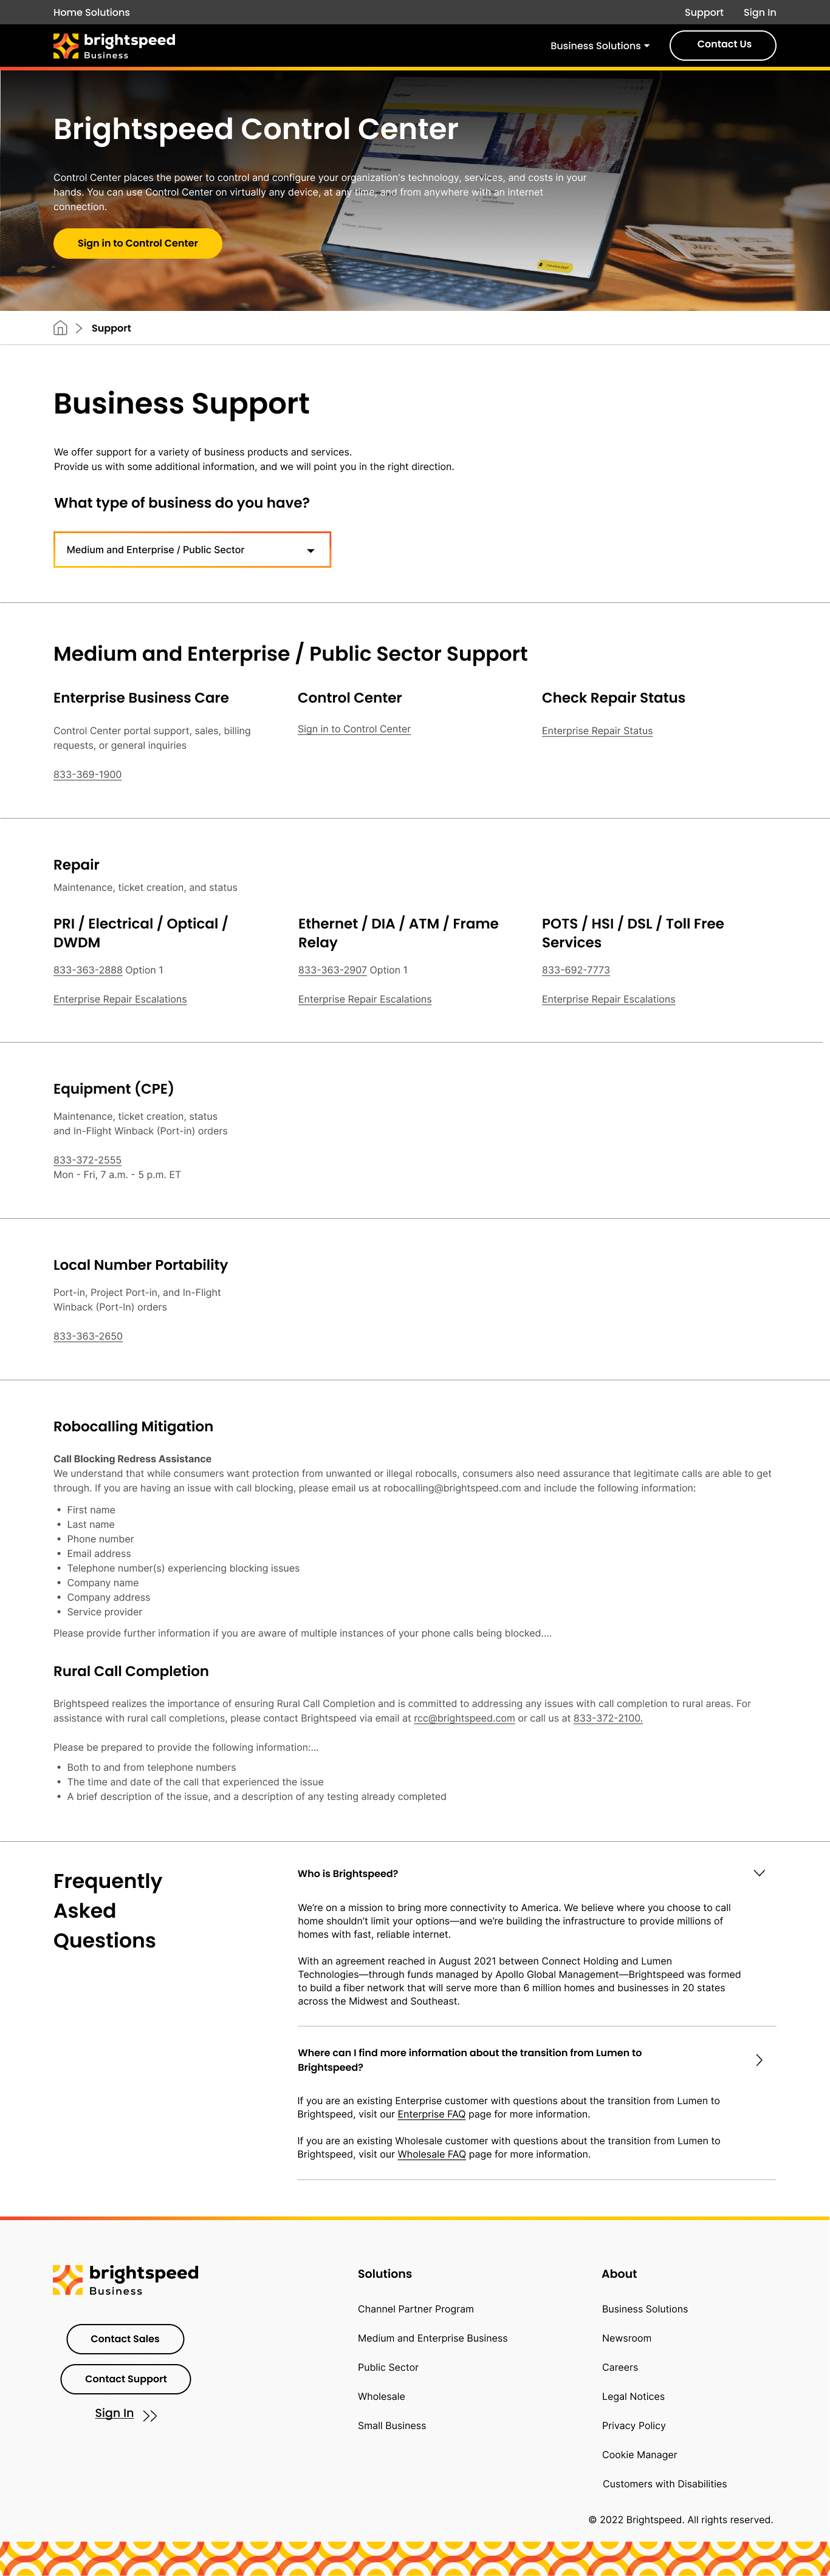 Home Solutions
Support
Sign In
brightspeed
Business
Business Solutions
Contact Us
Brightspeed Control Center
Control Center places the power to control and configure your organization's technology, services, and costs in your
hands. You can use Control Center on virtually any device, at any time, and from anywhere with an internet
connection.
Sign in to Control Center
Support
Business Support
We offer support for a variety of business products and services.
Provide us with some additional information, and we will point you in the right direction.
What type of business do you have?
Medium and Enterprise / Public Sector
Medium and Enterprise / Public Sector Support
Enterprise Business Care
Control Center portal support, sales, billing
requests, or general inquiries
833-369-1900
Control Center
Sign in to Control Center
Check Repair Status
Enterprise Repair Status
Repair
Maintenance, ticket creation, and status
PRI / Electrical / Optical /
DWDM
833-363-2888 Option 1
Enterprise Repair Escalations
Ethernet / DIA / ATM / Frame
Relay
833-363-2907 Option 1
Enterprise Repair Escalations
POTS / HSI / DSL / Toll Free
Services
833-692-7773
Enterprise Repair Escalations
Equipment (CPE)
Maintenance, ticket creation, status
and In-Flight Winback (Port-in) orders
833-372-2555
Mon - Fri, 7 a.m. - 5 p.m. ET
Local Number Portability
Port-in, Project Port-in, and In-Flight
Winback (Port-In) orders
833-363-2650
Robocalling Mitigation
Call Blocking Redress Assistance
We understand that while consumers want protection from unwanted or illegal robocalls, consumers also need assurance that legitimate calls are able to get
through. If you are having an issue with call blocking, please email us at robocalling@brightspeed.com and include the following information:
• First name
• Last name
• Phone number
• Email address
• Telephone number(s) experiencing blocking issues
• Company name
• Company address
• Service provider
Please provide further information if you are aware of multiple instances of your phone calls being blocked....
Rural Call Completion
Brightspeed realizes the importance of ensuring Rural Call Completion and is committed to addressing any issues with call completion to rural areas. For
assistance with rural call completions, please contact Brightspeed via email at rcc@brightspeed.com or call us at 833-372-2100.
Please be prepared to provide the following information:...
• Both to and from telephone numbers
• The time and date of the call that experienced the issue
• A brief description of the issue, and a description of any testing already completed
Frequently
Asked
Questions
Who is Brightspeed?
We're on a mission to bring more connectivity to America. We believe where you choose to call
home shouldn't limit your options—and we're building the infrastructure to provide millions of
homes with fast, reliable internet.
With an agreement reached in August 2021 between Connect Holding and Lumen
Technologies—through funds managed by Apollo Global Management—Brightspeed was formed
to build a fiber network that will serve more than 6 million homes and businesses in 20 states
across the Midwest and Southeast.
Where can I find more information about the transition from Lumen to
Brightspeed?
If you are an existing Enterprise customer with questions about the transition from Lumen to
Brightspeed, visit our Enterprise FAQ page for more information.
If you are an existing Wholesale customer with questions about the transition from Lumen to
Brightspeed, visit our Wholesale FAQ page for more information.
brightspeed
Business
Contact Sales
Contact Support
Sign In
Solutions
Channel Partner Program
Medium and Enterprise Business
Public Sector
Wholesale
Small Business
About
Business Solutions
Newsroom
Careers
Legal Notices
Privacy Policy
Cookie Manager
Customers with Disabilities
© 2022 Brightspeed. All rights reserved.